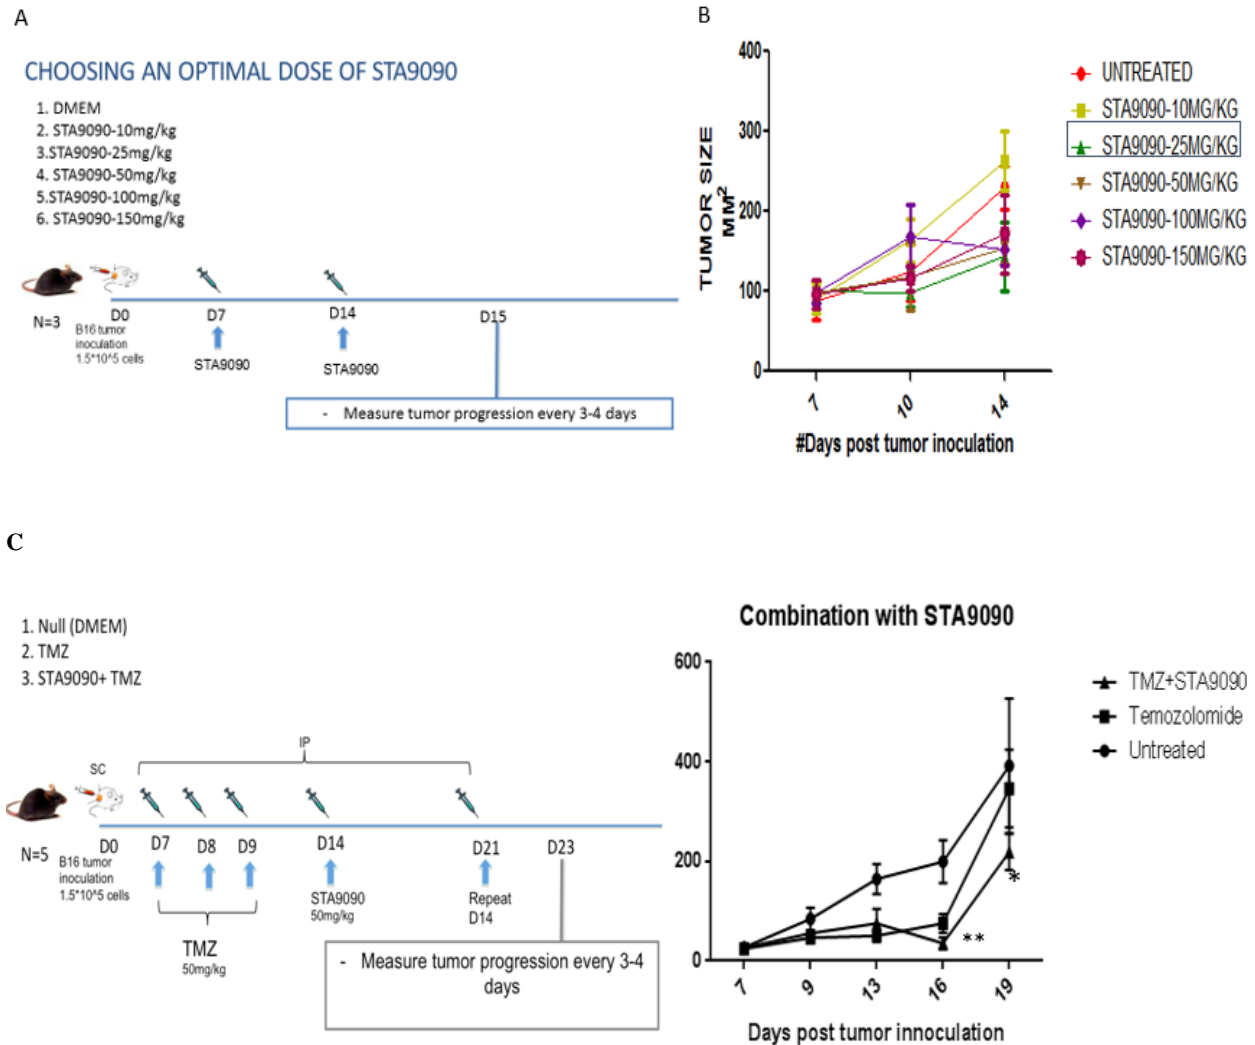 A
CHOOSING AN OPTIMAL DOSE OF STA9090
1. DMEM
2. STA9090-10mg/kg
3.STA9090-25mg/kg
4. STA9090-50mg/kg
5.STA9090-100mg/kg
6. STA9090-150mg/kg
N=3
D0
D7
D14
D15
B16 tumor
inoculation
1.5*10^5 cells
STA9090
STA9090
- Measure tumor progression every 3-4 days
B
400
300
200
100
0
TUMOR SIZE
MM2
7
10
14
#Days post tumor inoculation
UNTREATED
STA9090-10MG/KG
STA9090-25MG/KG
STA9090-50MG/KG
STA9090-100MG/KG
STA9090-150MG/KG
C
1. Null (DMEM)
2. TMZ
3. STA9090+ TMZ
IP
SC
N=5
D0
D7
D8
D9
D14
D21
D23
B16 tumor
inoculation
1.5*10^5 cells
TMZ
50mg/kg
STA9090
50mg/kg
Repeat
D14
- Measure tumor progression every 3-4
days
Combination with STA9090
600
400
200
0
*
**
7
9
13
16
19
Days post tumor innoculation
TMZ+STA9090
Temozolomide
Untreated